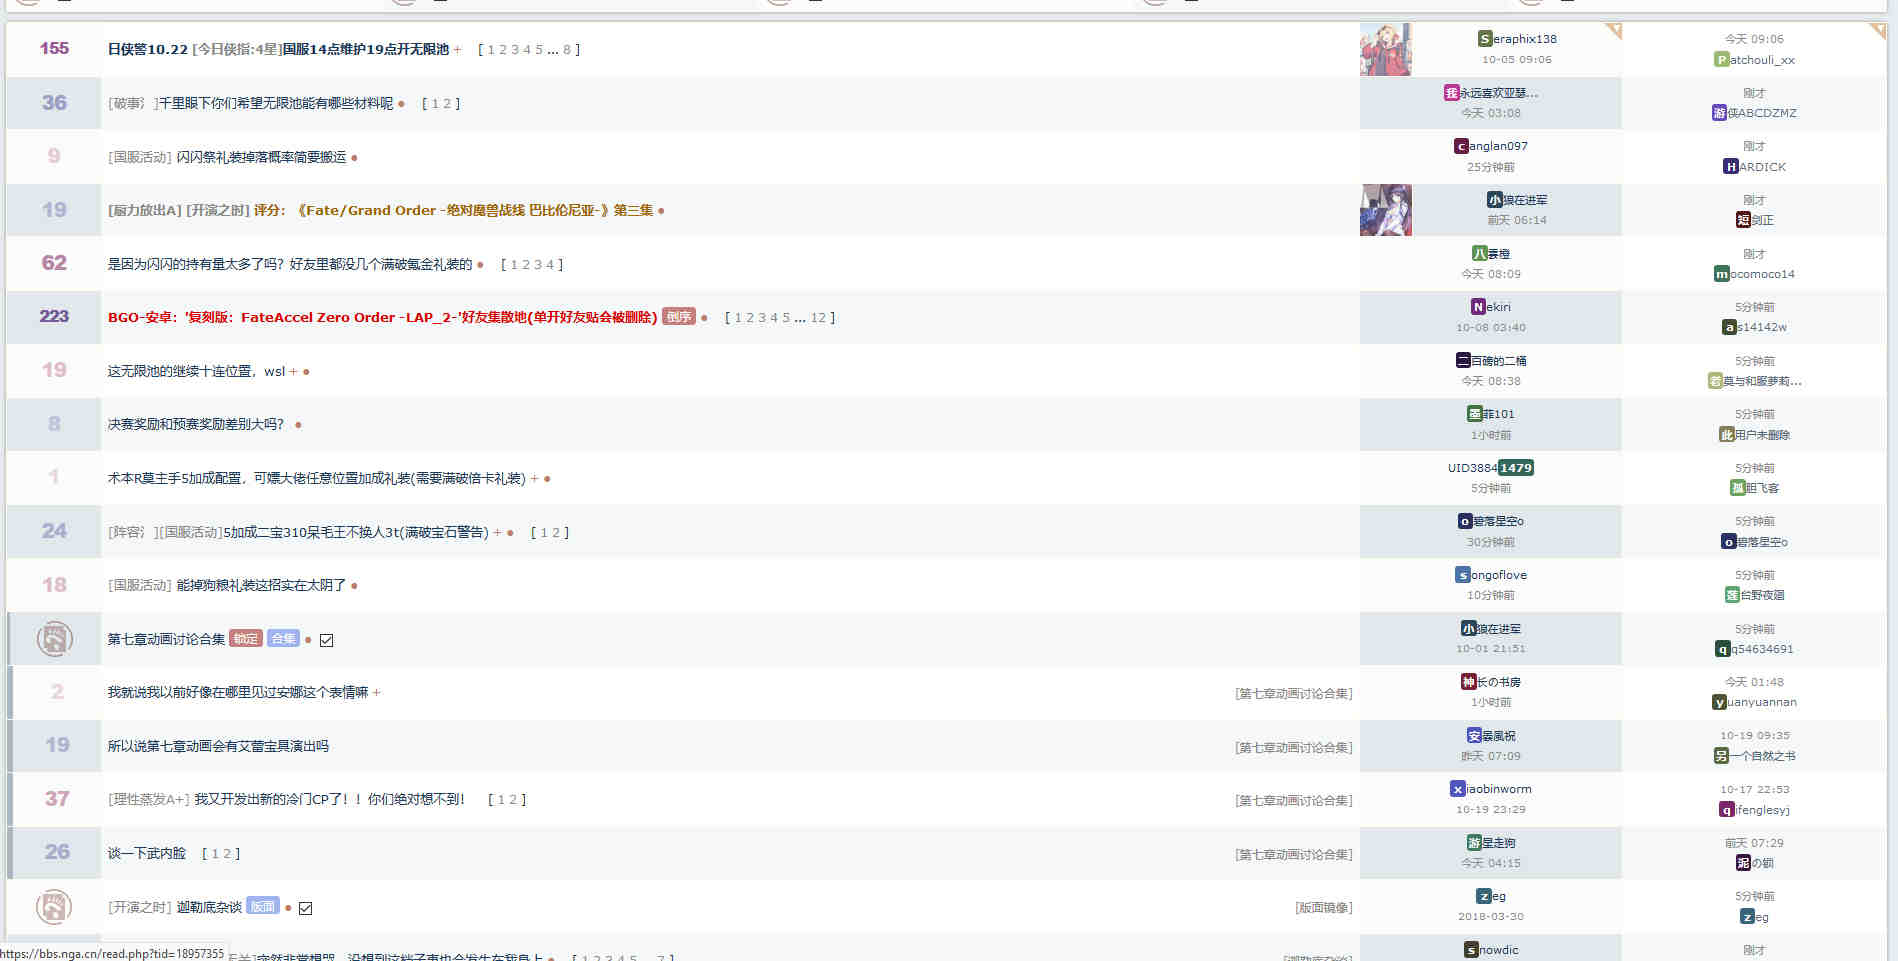 155 日侠警10.22 [今日侠指:4星]国服14点维护19点开无限池 + [ 1 2 3 4 5 ... 8 ] Seraphix138 今天 09:06
10-05 09:06 Patchouli_xx
36 [破事氵]千里眼下你们希望无限池能有哪些材料呢 [ 1 2 ] 我永远喜欢亚瑟... 刚才
今天 03:08 游侠ABCDZMZ
9 [国服活动] 闪闪祭礼装掉落概率简要搬运 canglan097 刚才
25分钟前 HARDICK
19 [厨力放出A] [开演之时] 评分：《Fate/Grand Order -绝对魔兽战线 巴比伦尼亚-》第三集 小狼在进军 刚才
前天 06:14 短剑正
62 是因为闪闪的持有量太多了吗？好友里都没几个满破氪金礼装的 [ 1 2 3 4 ] 八雲橙 刚才
今天 08:09 mocomoco14
223 BGO-安卓：'复刻版：FateAccel Zero Order -LAP_2-'好友集散地(单开好友贴会被删除) 倒序 [ 1 2 3 4 5 ... 12 ] Nekiri 5分钟前
10-08 03:40 as14142w
19 这无限池的继续十连位置，wsl + 二百磅的二桶 5分钟前
今天 08:38 若莫与和服萝莉...
8 决赛奖励和预赛奖励差别大吗？ 墨菲101 5分钟前
1小时前 此用户未删除
1 术本R莫主手5加成配置，可嫖大佬任意位置加成礼装(需要满破倍卡礼装) + UID38841479 5分钟前
5分钟前 孤胆飞客
24 [阵容氵][国服活动]5加成二宝310呆毛王不换人3t(满破宝石警告) + [ 1 2 ] o碧落星空o 5分钟前
30分钟前 o碧落星空o
18 [国服活动] 能掉狗粮礼装这招实在太阴了 songoflove 5分钟前
10分钟前 莲台野夜迴
第七章动画讨论合集 锁定 合集 小狼在进军 5分钟前
10-01 21:51 qq54634691
2 我就说我以前好像在哪里见过安娜这个表情嘛 + [第七章动画讨论合集] 神长の书房 今天 01:48
1小时前 yuanyuannan
19 所以说第七章动画会有艾蕾宝具演出吗 [第七章动画讨论合集] 安曇風祝 10-19 09:35
昨天 07:09 另一个自然之书
37 [理性蒸发A+] 我又开发出新的冷门CP了！！你们绝对想不到！ [ 1 2 ] [第七章动画讨论合集] xiaobinworm 10-17 22:53
10-19 23:29 qifenglesyj
26 谈一下武内脸 [ 1 2 ] [第七章动画讨论合集] 游星走狗 前天 07:29
今天 04:15 泥の锁
[开演之时] 迦勒底杂谈 版面 [版面镜像] zeg 5分钟前
2018-03-30 zeg
snowdic 刚才
https://bbs.nga.cn/read.php?tid=18957355 突然非常想哭，没想到这档子事也会发生在我身上 [ 1 2 3 4 5 ... 7 ] [迦勒底杂谈]